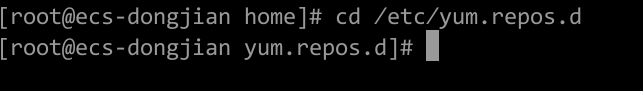 [root@ecs-dongjian home]# cd /etc/yum.repos.d
[root@ecs-dongjian yum.repos.d]#